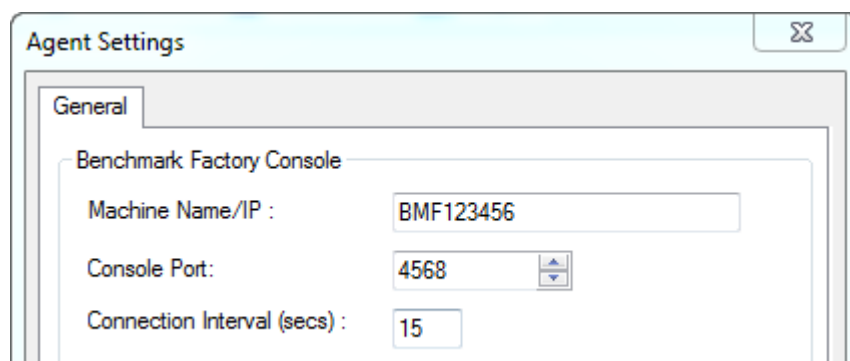 Agent Settings
General
Benchmark Factory Console
Machine Name/IP : BMF123456
Console Port: 4568
Connection Interval (secs) : 15